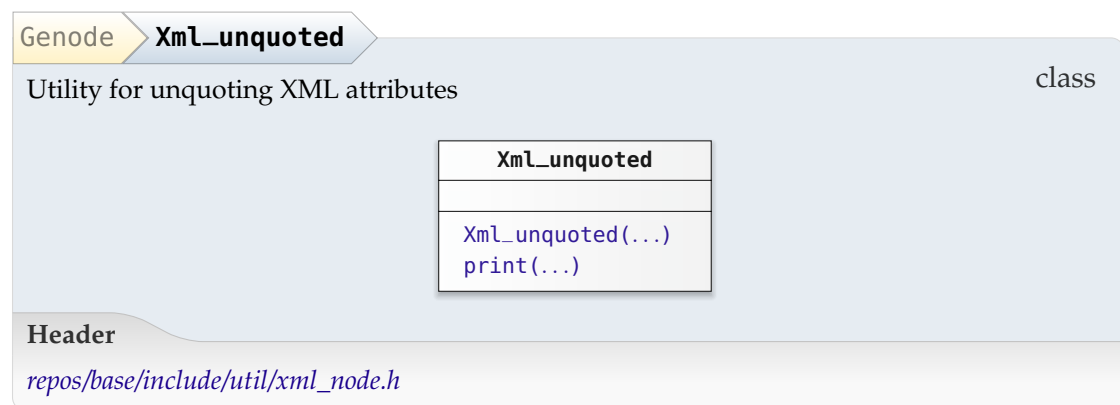 Genode Xml_unquoted
class
Utility for unquoting XML attributes
Xml_unquoted
Xml_unquoted(...)
print(...)
Header
repos/base/include/util/xml_node.h